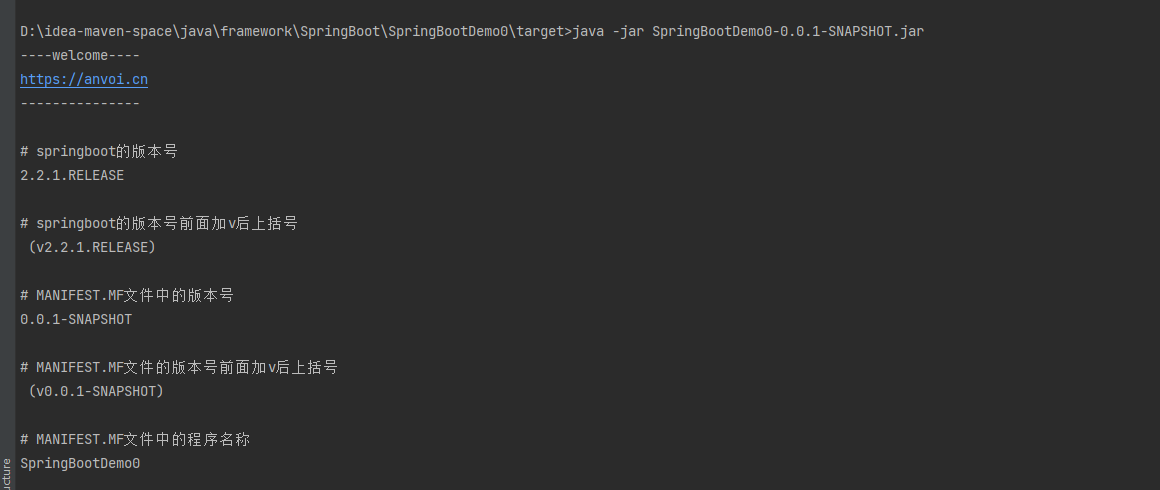 D:\idea-maven-space\java\framework\SpringBoot\SpringBootDemo0\target>java -jar SpringBootDemo0-0.0.1-SNAPSHOT.jar
----welcome----
https://anvoi.cn
---------------
# springboot的版本号
2.2.1.RELEASE
# springboot的版本号前面加v后上括号
(v2.2.1.RELEASE)
# MANIFEST.MF文件中的版本号
0.0.1-SNAPSHOT
# MANIFEST.MF文件的版本号前面加v后上括号
(v0.0.1-SNAPSHOT)
# MANIFEST.MF文件中的程序名称
SpringBootDemo0
ucture